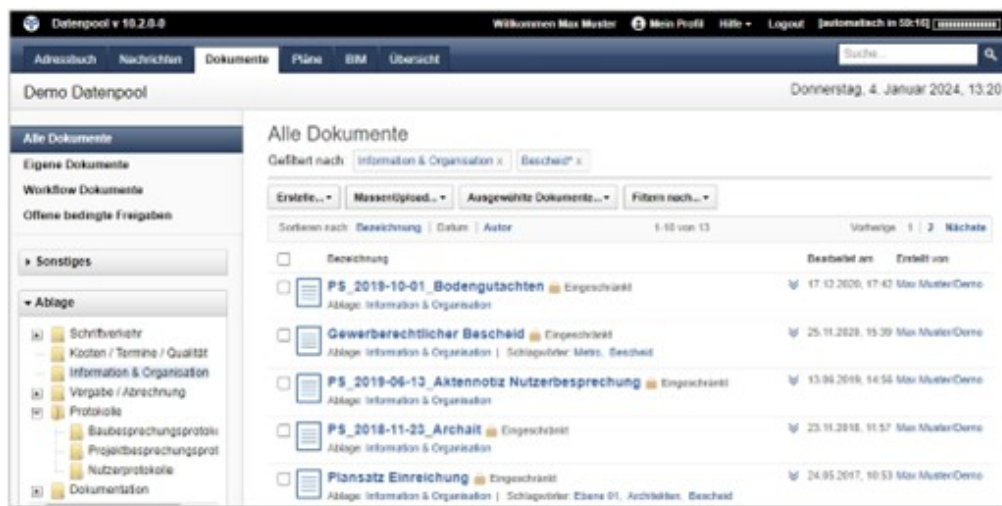 Datenpool v 10.2.0-0 Willkommen Max Muster Mein Profil Hilfe Logout [automatisch in 59:16]
Adressbuch Nachrichten Dokumente Pläne BIM Übersicht Suche...
Demo Datenpool Donnerstag, 4. Januar 2024, 13:20
Alle Dokumente
Eigene Dokumente
Workflow Dokumente
Offene bedingte Freigaben
Sonstiges
Ablage
Schriftverkehr
Kosten / Termine / Qualität
Information & Organisation
Vergabe / Abrechnung
Protokolle
Baubesprechungsprotok
Projektbesprechungsprot
Nutzerprotokolle
Dokumentation
Alle Dokumente
Gefiltert nach Information & Organisation x Bescheid* x
Erstelle... MassenUpload... Ausgewählte Dokumente... Filtern nach...
Sortieren nach Bezeichnung | Datum | Autor 1-10 von 13 Vorherige 1 | 2 Nächste
Bezeichnung Bearbeitet am Erstellt von
PS_2019-10-01_Bodengutachten Eingeschränkt 17.12.2020, 17:42 Max Muster/Demo
Ablage: Information & Organisation
Gewerberechtlicher Bescheid Eingeschränkt 25.11.2020, 15:39 Max Muster/Demo
Ablage: Information & Organisation | Schlagwörter: Metro, Bescheid
PS_2019-06-13_Aktennotiz Nutzerbesprechung Eingeschränkt 13.06.2019, 14:56 Max Muster/Demo
Ablage: Information & Organisation
PS_2018-11-23_Archait Eingeschränkt 23.11.2018, 11:57 Max Muster/Demo
Ablage: Information & Organisation
Plansatz Einreichung Eingeschränkt 24.05.2017, 10:53 Max Muster/Demo
Ablage: Information & Organisation | Schlagwörter: Ebene 01, Architekten, Bescheid